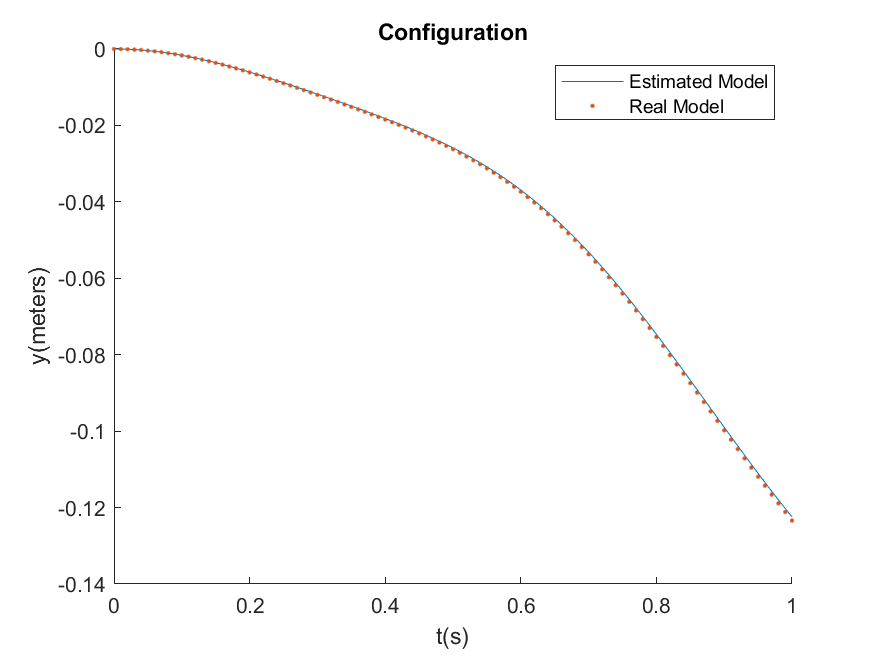 Configuration
Estimated Model
Real Model
0
-0.02
-0.04
-0.06
-0.08
-0.1
-0.12
-0.14
y(meters)
0
0.2
0.4
0.6
0.8
1
t(s)